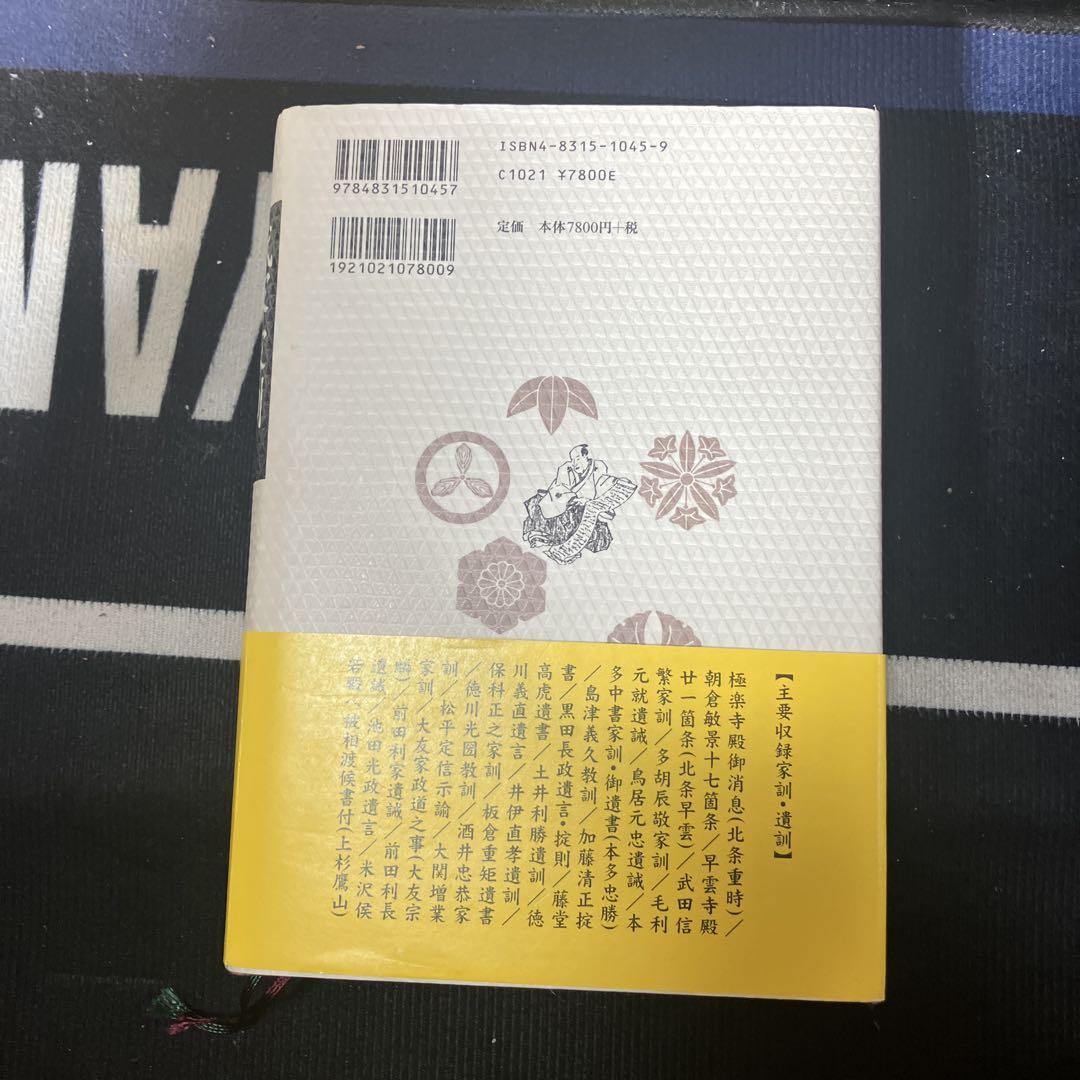 ISBN4-8315-1045-9
C1021 ¥7800E
9784831510457
定価 本体7800円+税
1921021078009
【主要収録家訓・遺訓】
極楽寺殿御消息(北条重時)/
朝倉敏景十七箇条/早雲寺殿
廿一箇条(北条早雲)/武田信
繁家訓/多胡辰敬家訓/毛利
元就遺誡/鳥居元忠遺誡/本
多中書家訓・御遺書(本多忠勝)
/島津義久教訓/加藤清正掟
書/黒田長政遺言・掟則/藤堂
高虎遺書/土井利勝遺訓/徳
川義直遺言/井伊直孝遺訓/
保科正之家訓/板倉重矩遺書
/徳川光圀教訓/酒井忠恭家
訓/松平定信示諭/大関増業
家訓/大友家政道之事(大友宗
麟)/前田利家遺誡/前田利長
遺誡/池田光政遺言/米沢侯
若殿へ被相渡候書付(上杉鷹山)